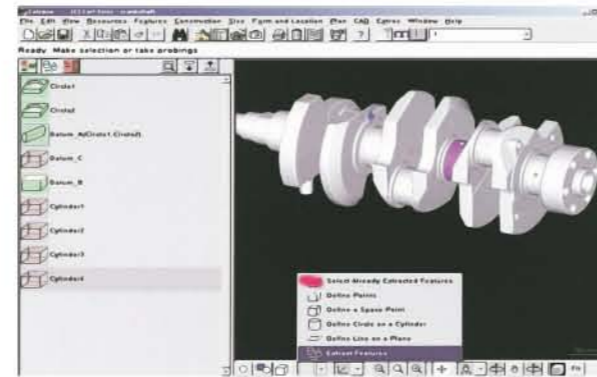 File Edit View Resources Features Construction Size Form and Location Plan CAD Extras Window Help
Ready Make selection or take probings
Circle1
Circle2
Datum_A(Circle1,Circle2)
Datum_C
Datum_B
Cylinder1
Cylinder2
Cylinder3
Cylinder4
Select Already Extracted Features
Define Points
Define a Space Point
Define Circle on a Cylinder
Define Line on a Plane
Extract Features